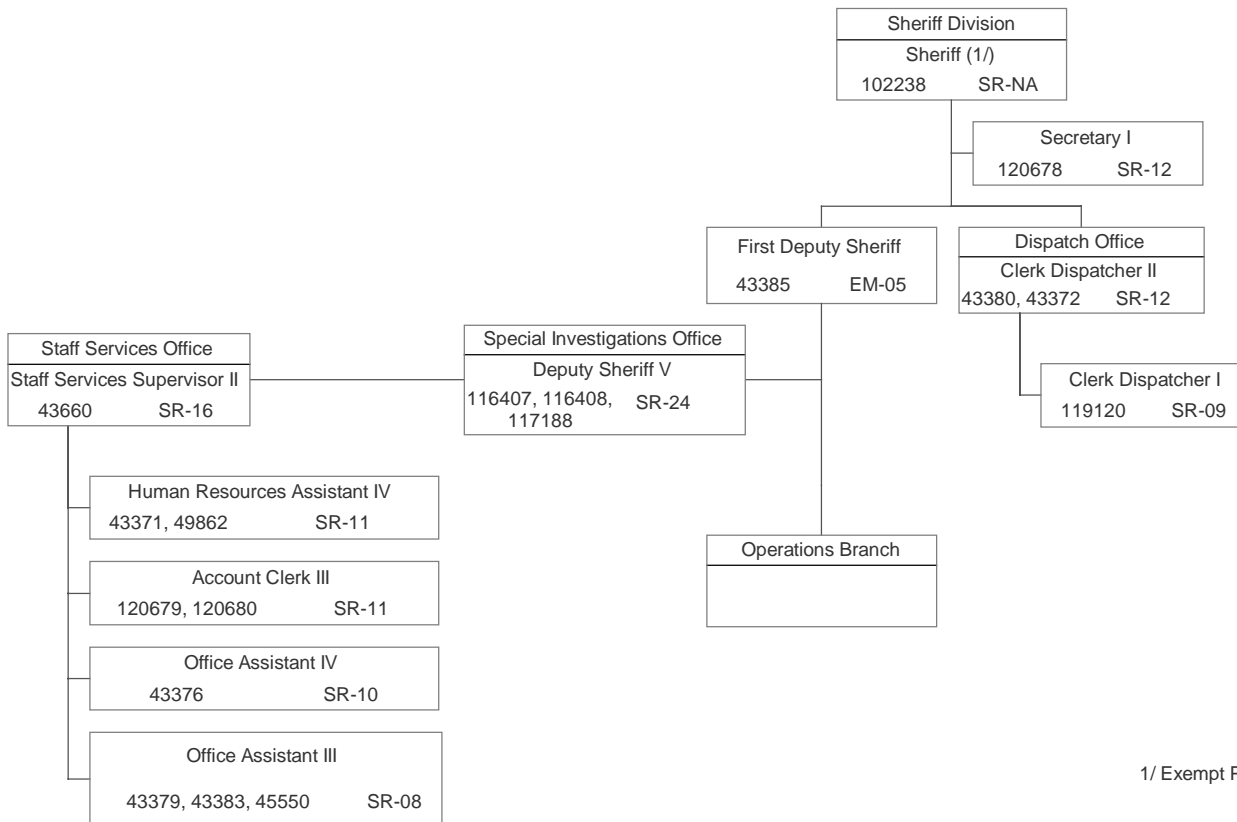 Sheriff Division
Sheriff (1/)
102238 SR-NA
Secretary I
120678 SR-12
First Deputy Sheriff
43385 EM-05
Dispatch Office
Clerk Dispatcher II
43380, 43372 SR-12
Clerk Dispatcher I
119120 SR-09
Special Investigations Office
Deputy Sheriff V
116407, 116408,
117188 SR-24
Staff Services Office
Staff Services Supervisor II
43660 SR-16
Human Resources Assistant IV
43371, 49862 SR-11
Account Clerk III
120679, 120680 SR-11
Office Assistant IV
43376 SR-10
Office Assistant III
43379, 43383, 45550 SR-08
Operations Branch
1/ Exempt